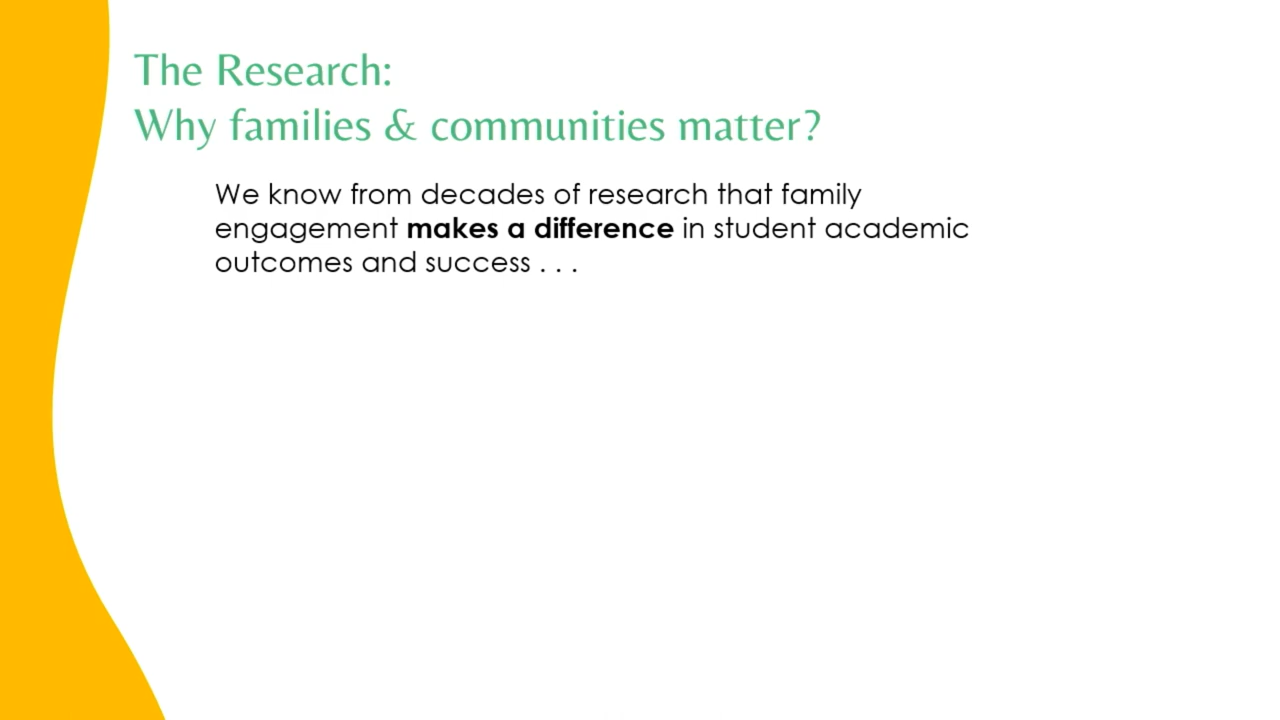 The Research:
Why families & communities matter?
We know from decades of research that family
engagement makes a difference in student academic
outcomes and success . . .